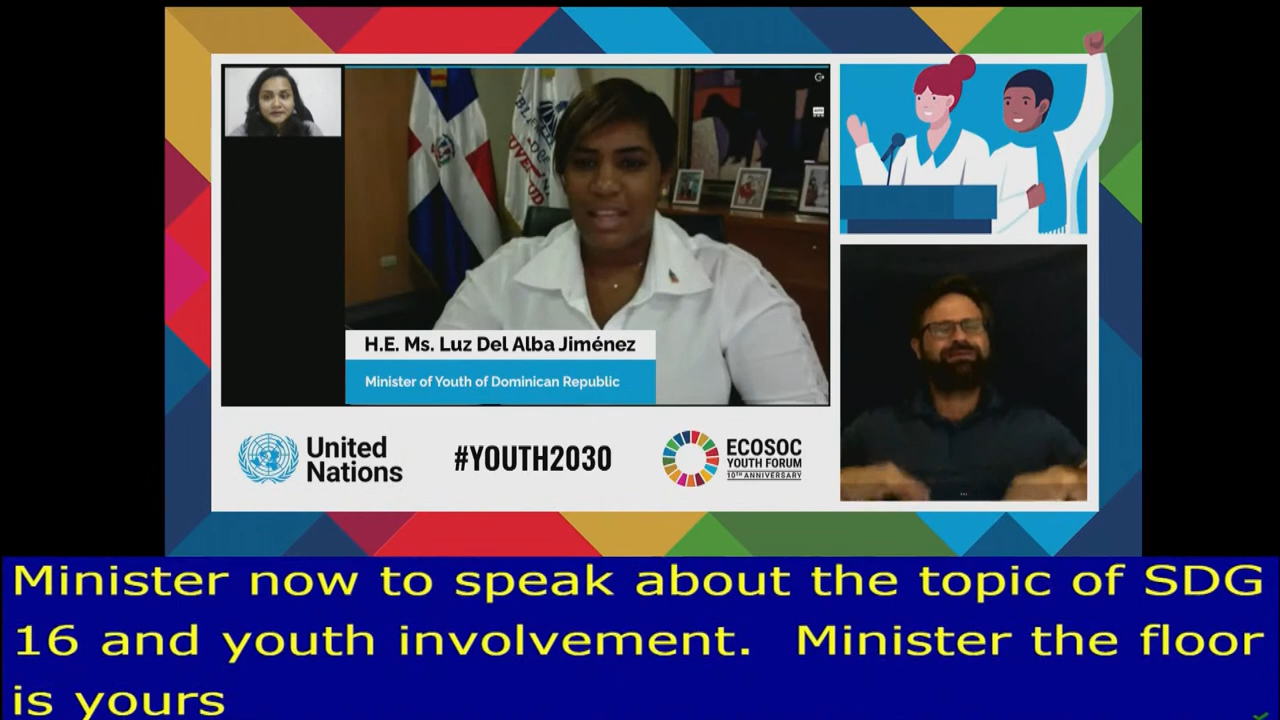 H.E. Ms. Luz Del Alba Jiménez
Minister of Youth of Dominican Republic
United
Nations
#YOUTH2030
ECOSOC
YOUTH FORUM
10TH ANNIVERSARY
Minister now to speak about the topic of SDG
16 and youth involvement.  Minister the floor
is yours